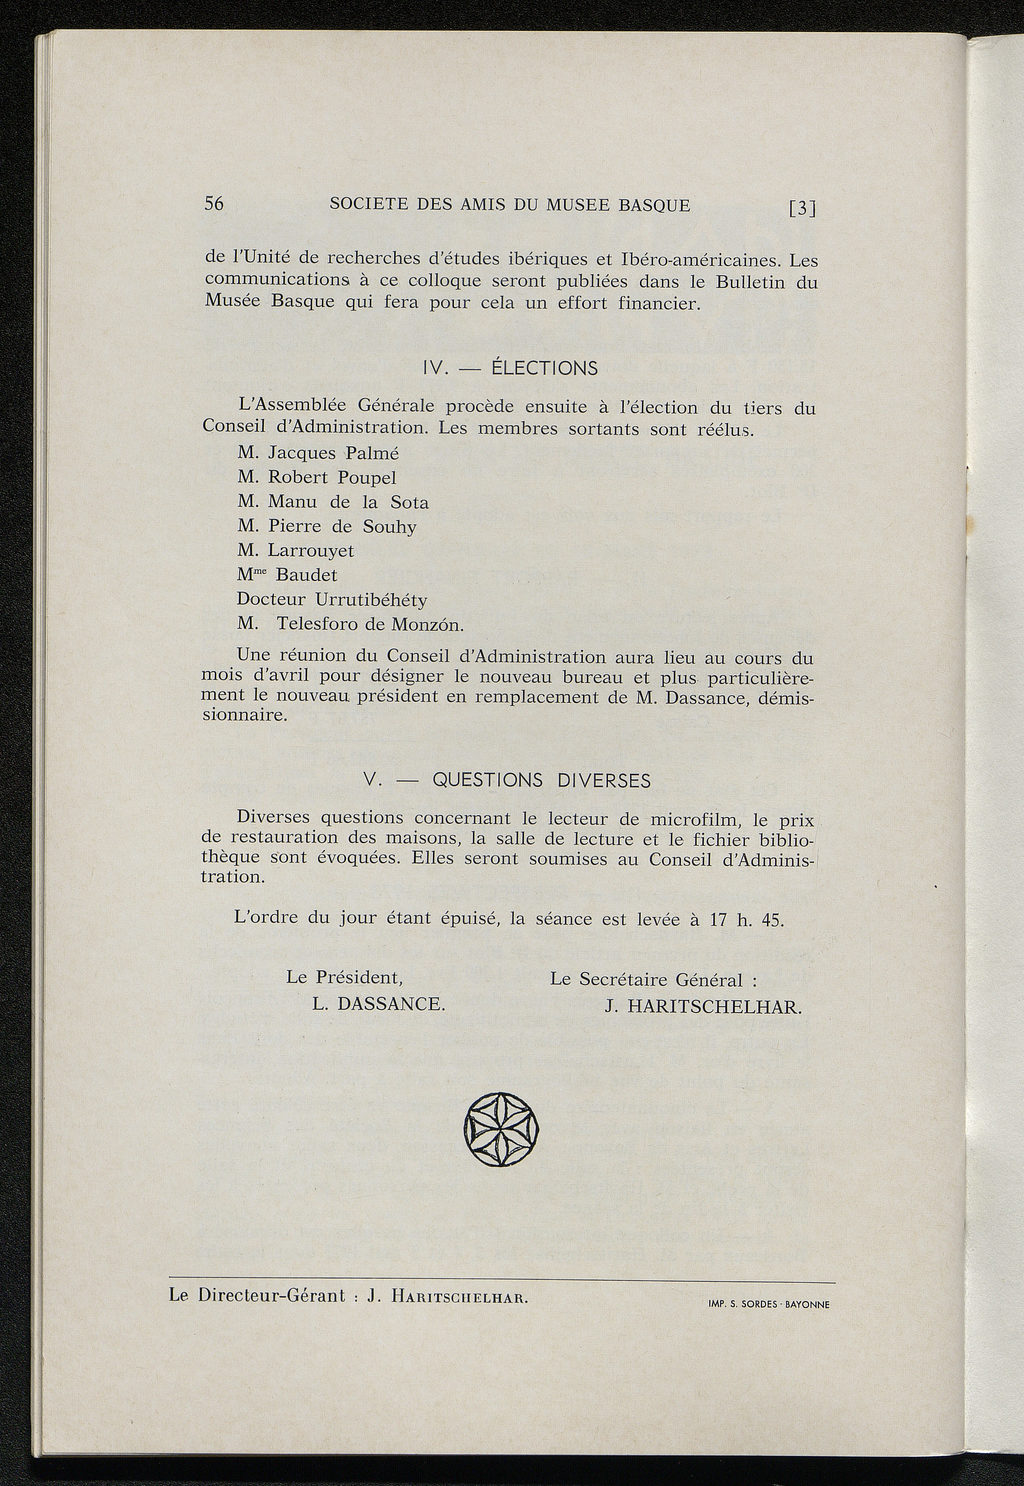 56 SOCIETE DES AMIS DU MUSEE BASQUE [3]
de l'Unité de recherches d'études ibériques et Ibéro-américaines. Les
communications à ce colloque seront publiées dans le Bulletin du
Musée Basque qui fera pour cela un effort financier.
IV. — ÉLECTIONS
L'Assemblée Générale procède ensuite à l'élection du tiers du
Conseil d'Administration. Les membres sortants sont réélus.
M. Jacques Palmé
M. Robert Poupel
M. Manu de la Sota
M. Pierre de Souhy
M. Larrouyet
Mme Baudet
Docteur Urrutibéhéty
M. Telesforo de Monzón.
Une réunion du Conseil d'Administration aura lieu au cours du
mois d'avril pour désigner le nouveau bureau et plus particulière-
ment le nouveau président en remplacement de M. Dassance, démis-
sionnaire.
V. — QUESTIONS DIVERSES
Diverses questions concernant le lecteur de microfilm, le prix
de restauration des maisons, la salle de lecture et le fichier biblio-
thèque sont évoquées. Elles seront soumises au Conseil d'Adminis-
tration.
L'ordre du jour étant épuisé, la séance est levée à 17 h. 45.
Le Président, Le Secrétaire Général :
L. DASSANCE. J. HARITSCHELHAR.
Le Directeur-Gérant : J. HARITSCHELHAR.
IMP. S. SORDES - BAYONNE